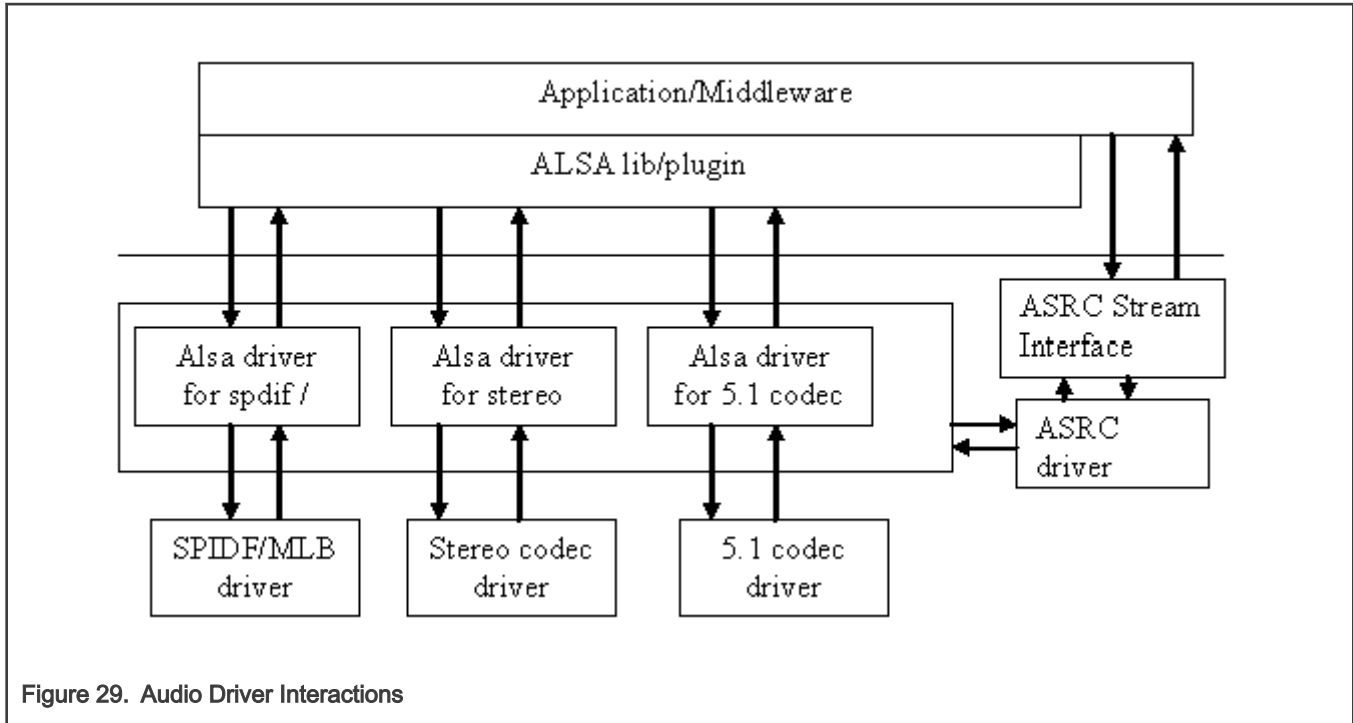 Application/Middleware
ALSA lib/plugin
ASRC Stream
Interface
Alsa driver
for spdif /
Alsa driver
for stereo
Alsa driver
for 5.1 codec
ASRC
driver
SPIDF/MLB
driver
Stereo codec
driver
5.1 codec
driver
Figure 29. Audio Driver Interactions